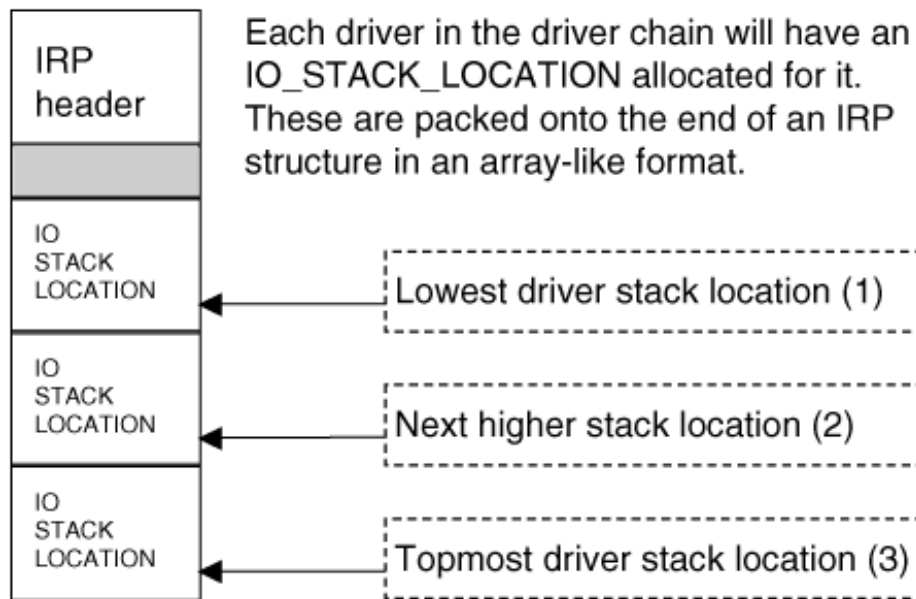 IRP
header
Each driver in the driver chain will have an
IO_STACK_LOCATION allocated for it.
These are packed onto the end of an IRP
structure in an array-like format.
IO
STACK
LOCATION
Lowest driver stack location (1)
IO
STACK
LOCATION
Next higher stack location (2)
IO
STACK
LOCATION
Topmost driver stack location (3)